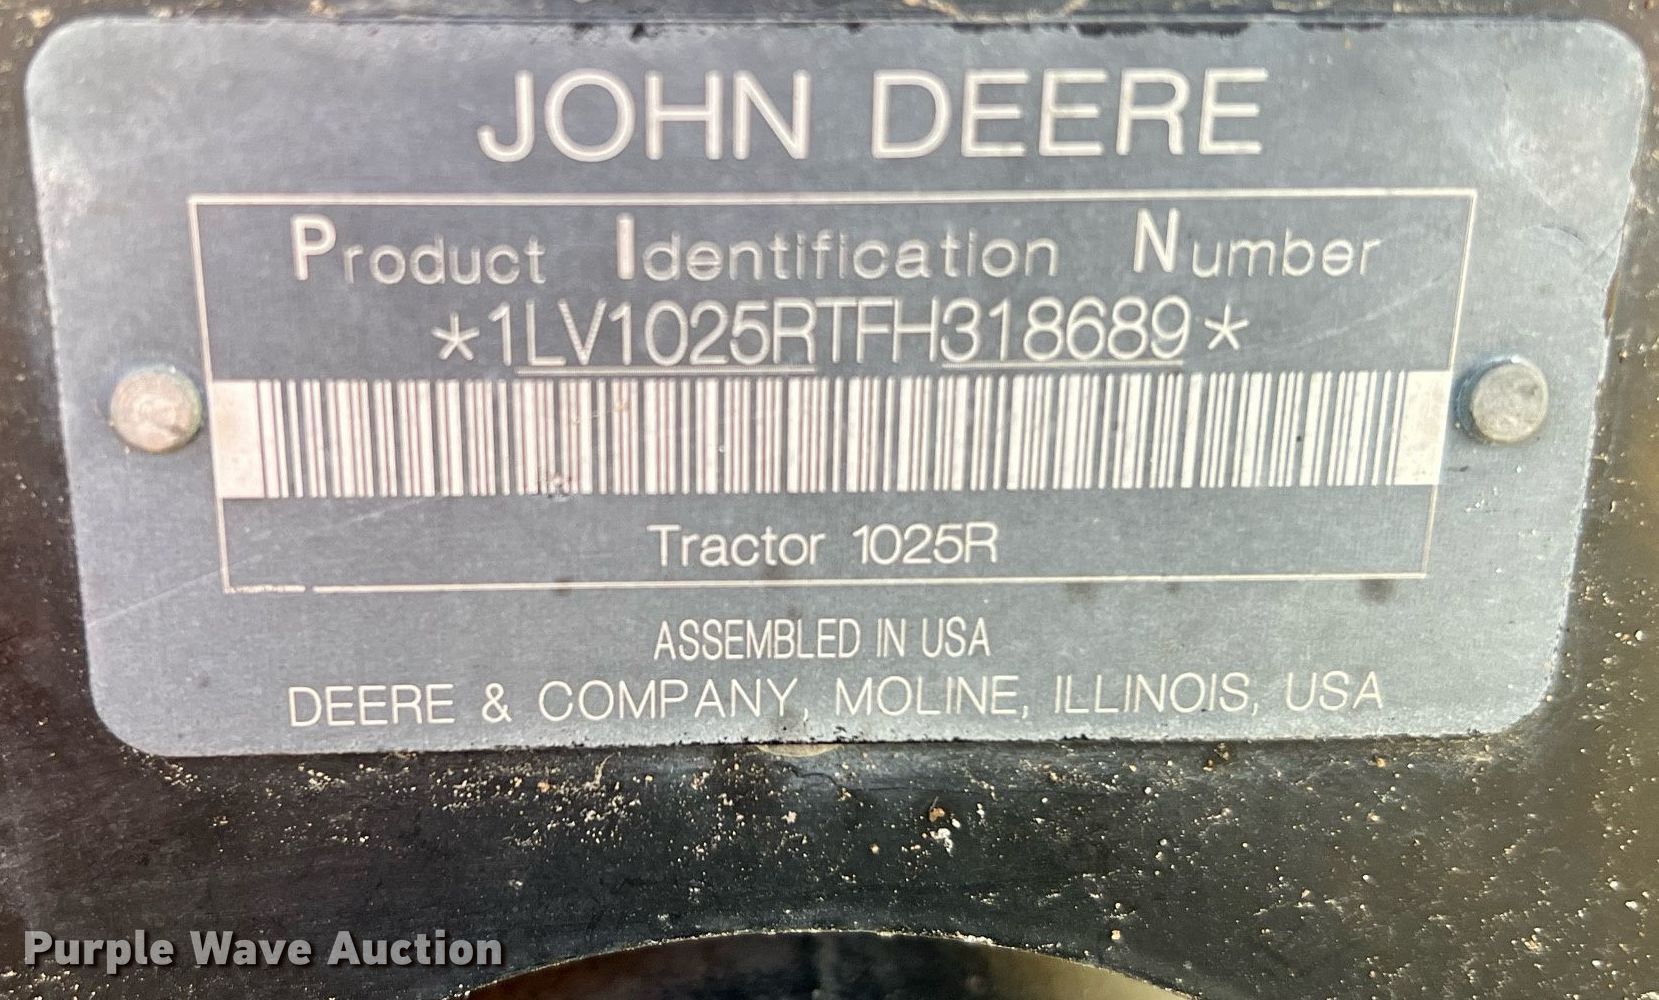 JOHN DEERE
Product Identification Number
*1LV1025RTFH318689*
Tractor 1025R
ASSEMBLED IN USA
DEERE & COMPANY, MOLINE, ILLINOIS, USA
Purple Wave Auction